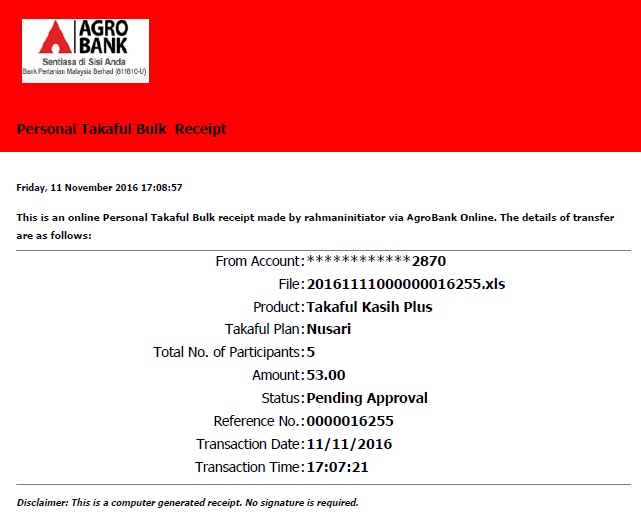 AGRO
BANK
Sentiasa di Sisi Anda
Bank Pertanian Malaysia Berhad (811810-U)
Personal Takaful Bulk  Receipt
Friday, 11 November 2016 17:08:57
This is an online Personal Takaful Bulk receipt made by rahmaninitiator via AgroBank Online. The details of transfer
are as follows:
From Account:************2870
File:20161111000000016255.xls
Product:Takaful Kasih Plus
Takaful Plan:Nusari
Total No. of Participants:5
Amount:53.00
Status:Pending Approval
Reference No.:0000016255
Transaction Date:11/11/2016
Transaction Time:17:07:21
Disclaimer: This is a computer generated receipt. No signature is required.